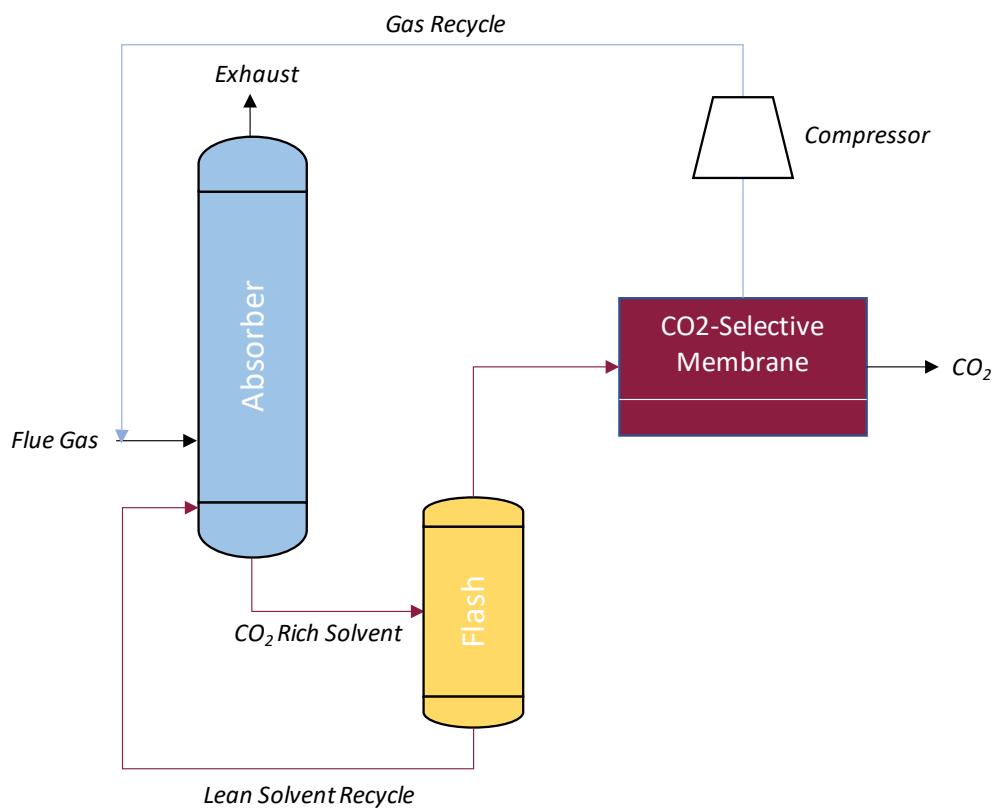 Gas Recycle
Exhaust
Compressor
Absorber
CO2-Selective
Membrane
CO₂
Flue Gas
Flash
CO₂ Rich Solvent
Lean Solvent Recycle